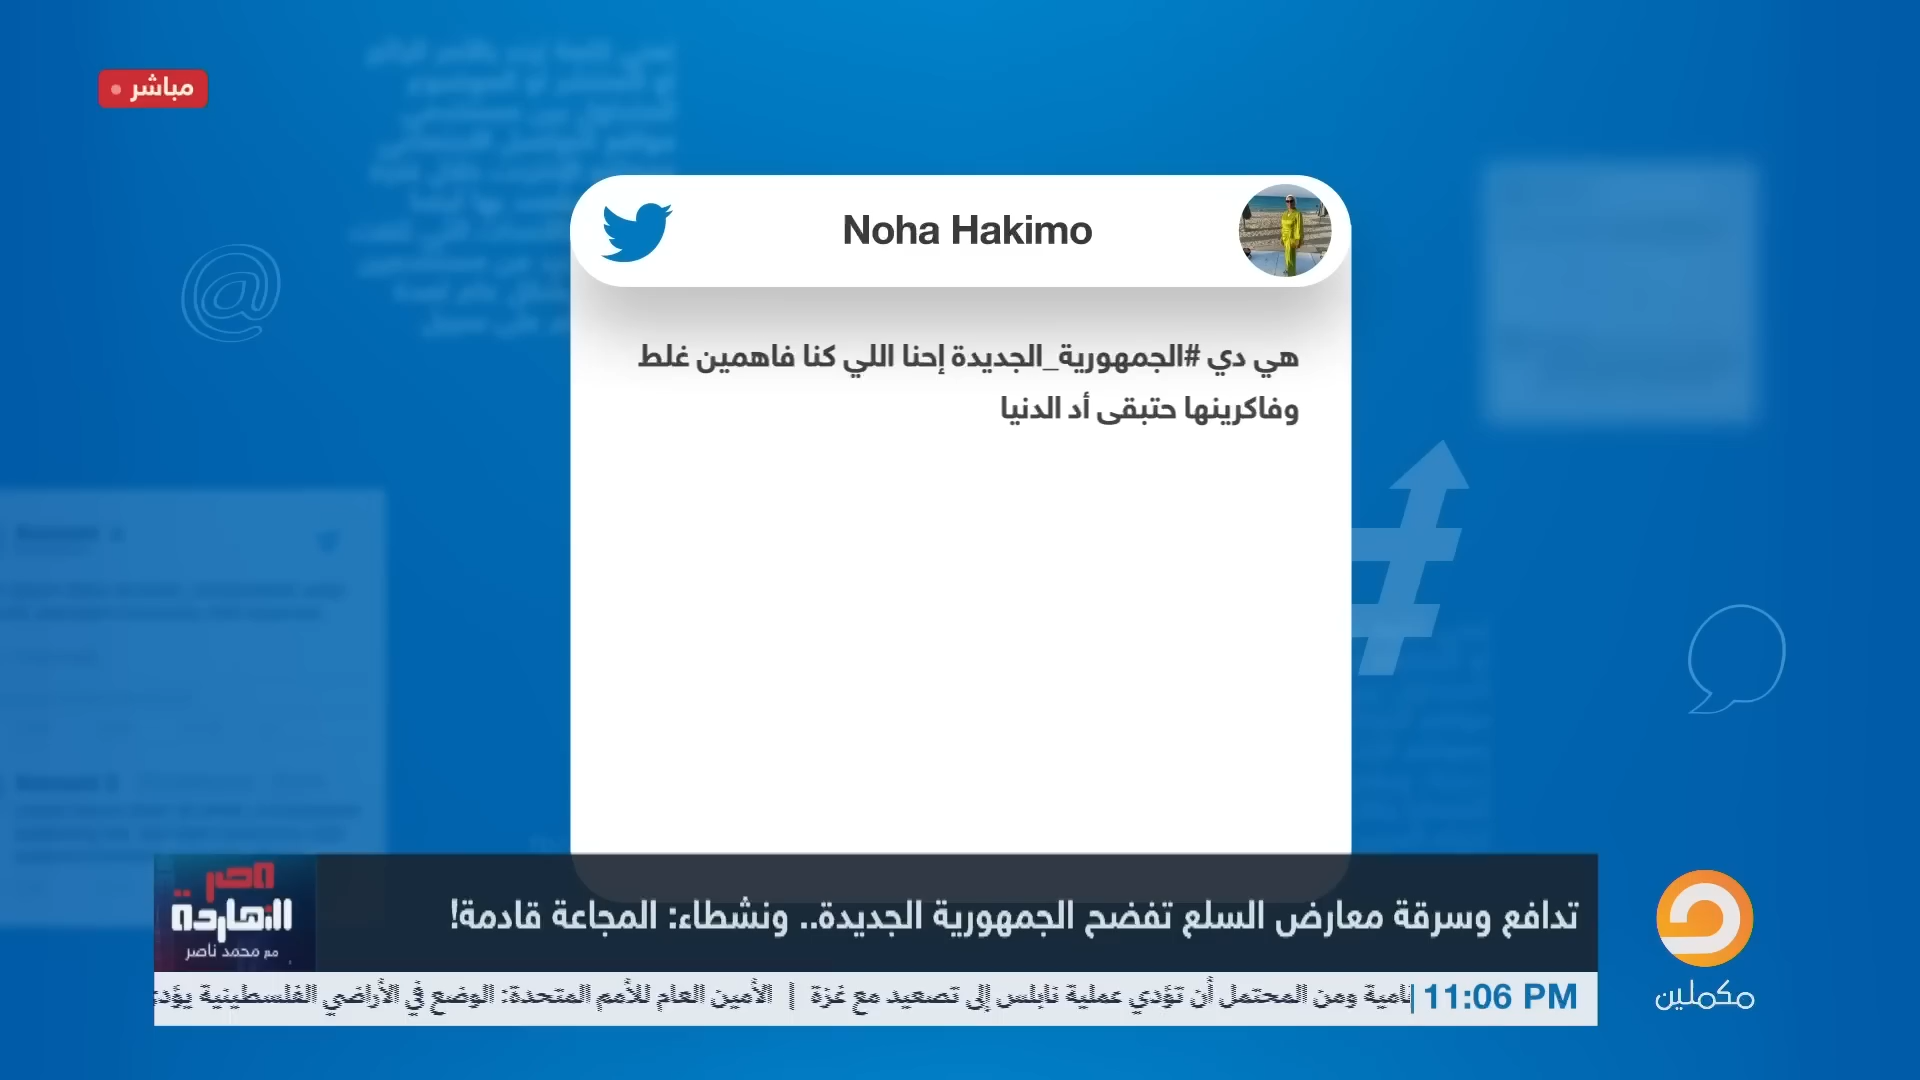 مباشر
Noha Hakimo
هي دي #الجمهورية_الجديدة إحنا اللي كنا فاهمين غلط
وفاكرينها حتبقى أد الدنيا
مصر
النهاردة
مع محمد ناصر
تدافع وسرقة معارض السلع تفضح الجمهورية الجديدة.. ونشطاء: المجاعة قادمة!
11:06 PM
ومن المحتمل أن تؤدي عملية نابلس إلى تصعيد مع غزة | الأمين العام للأمم المتحدة: الوضع في الأراضي الفلسطينية
مكملين